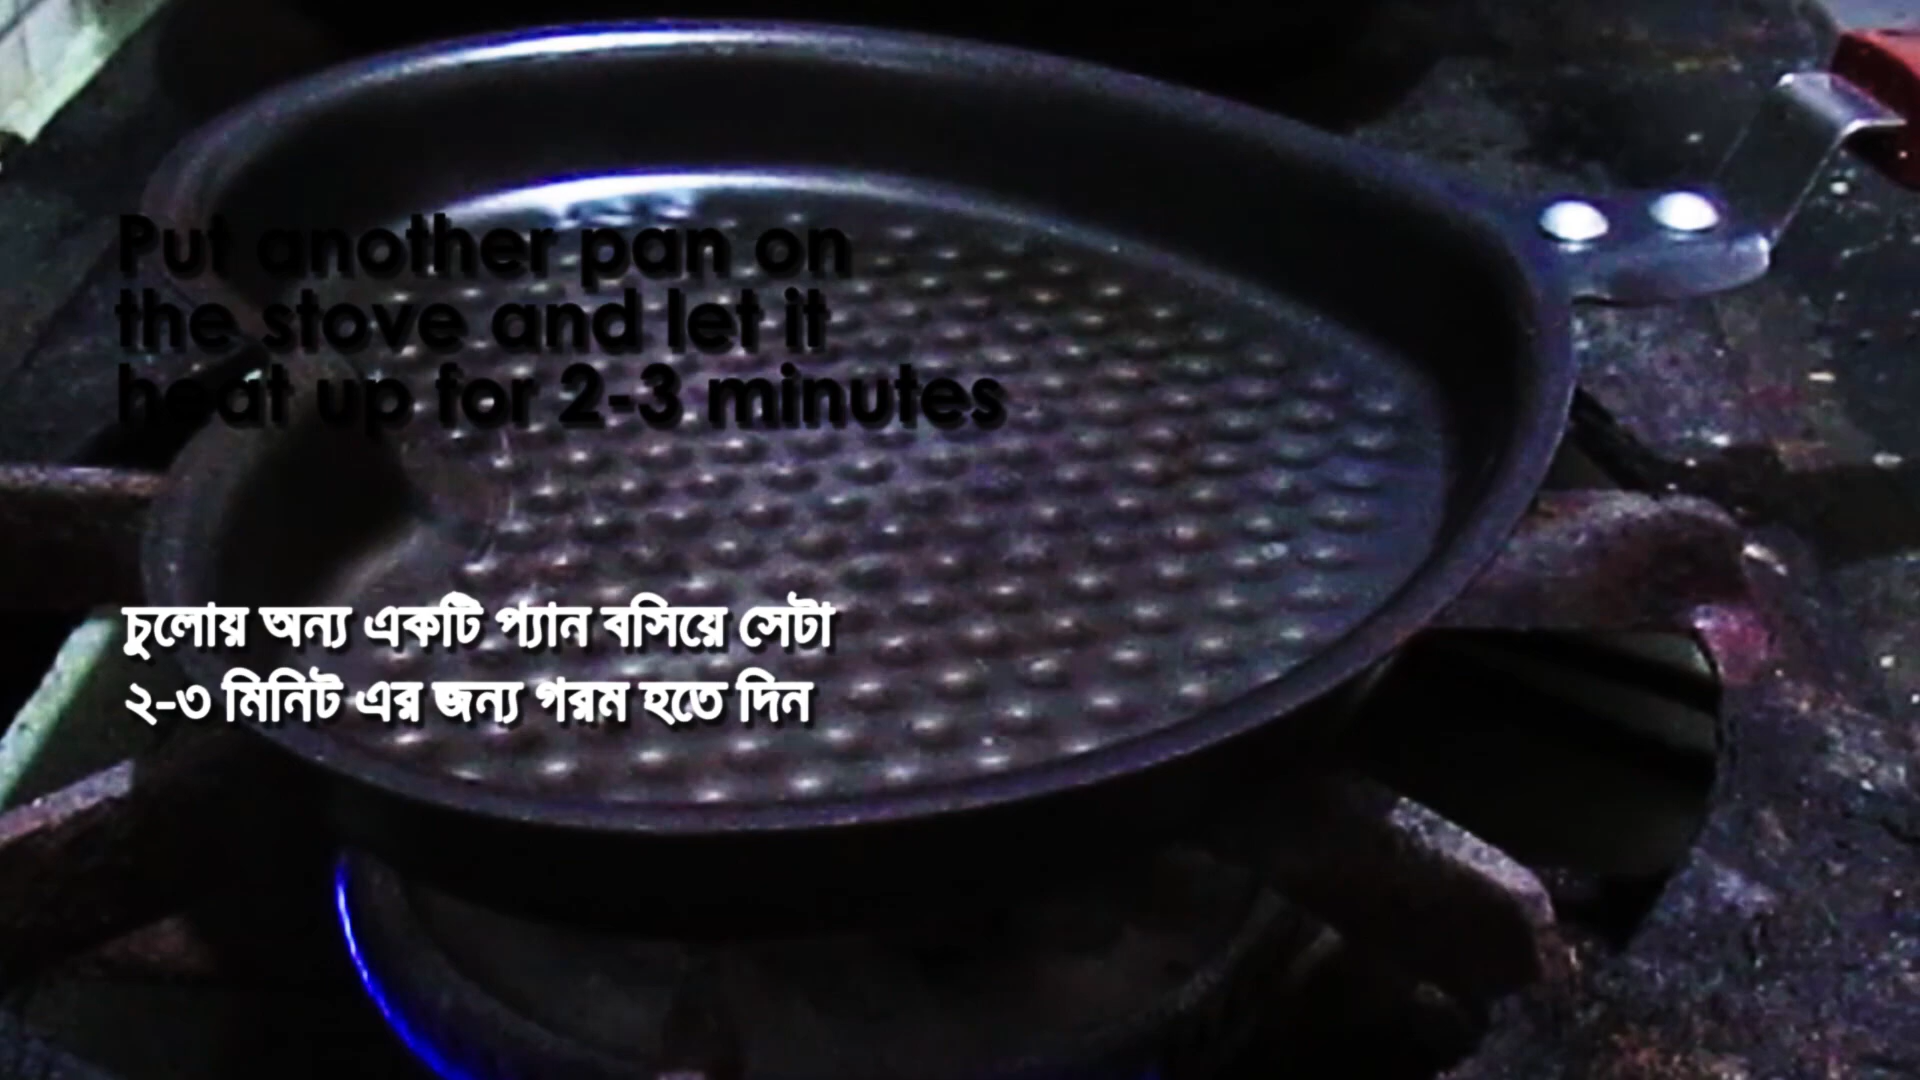 Put another pan on
the stove and let it
heat up for 2-3 minutes
চুলোয় অন্য একটি প্যান বসিয়ে সেটা
২-৩ মিনিট এর জন্য গরম হতে দিন